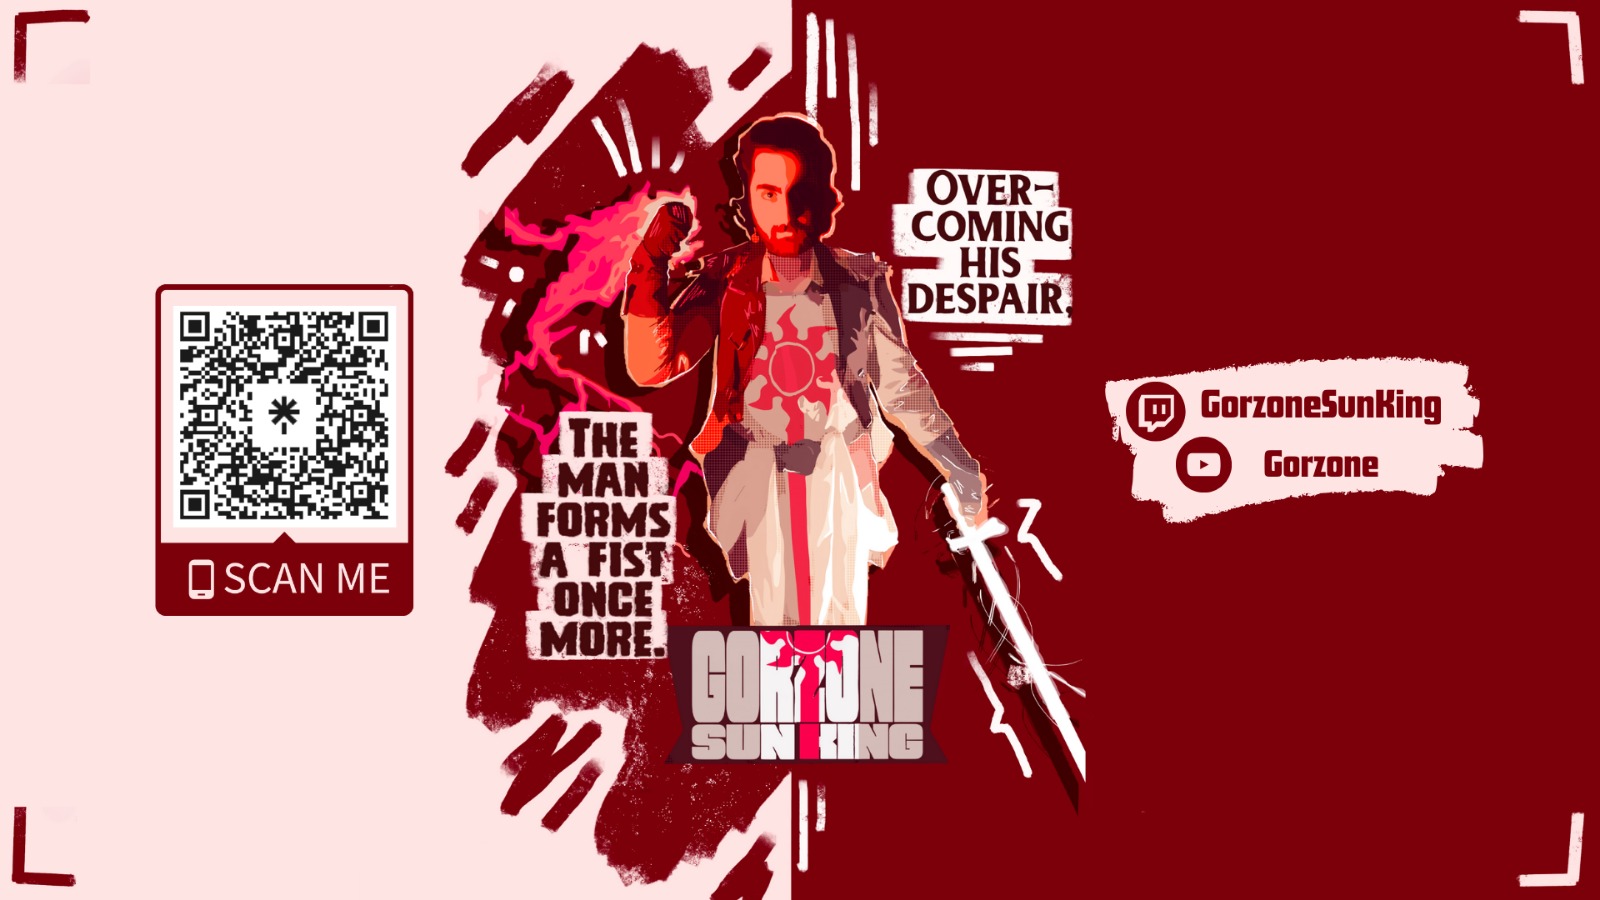 SCAN ME
THE
MAN
FORMS
A FIST
ONCE
MORE.
OVER-
COMING
HIS
DESPAIR.
GORZONE
SUN KING
GorzoneSunKing
Gorzone